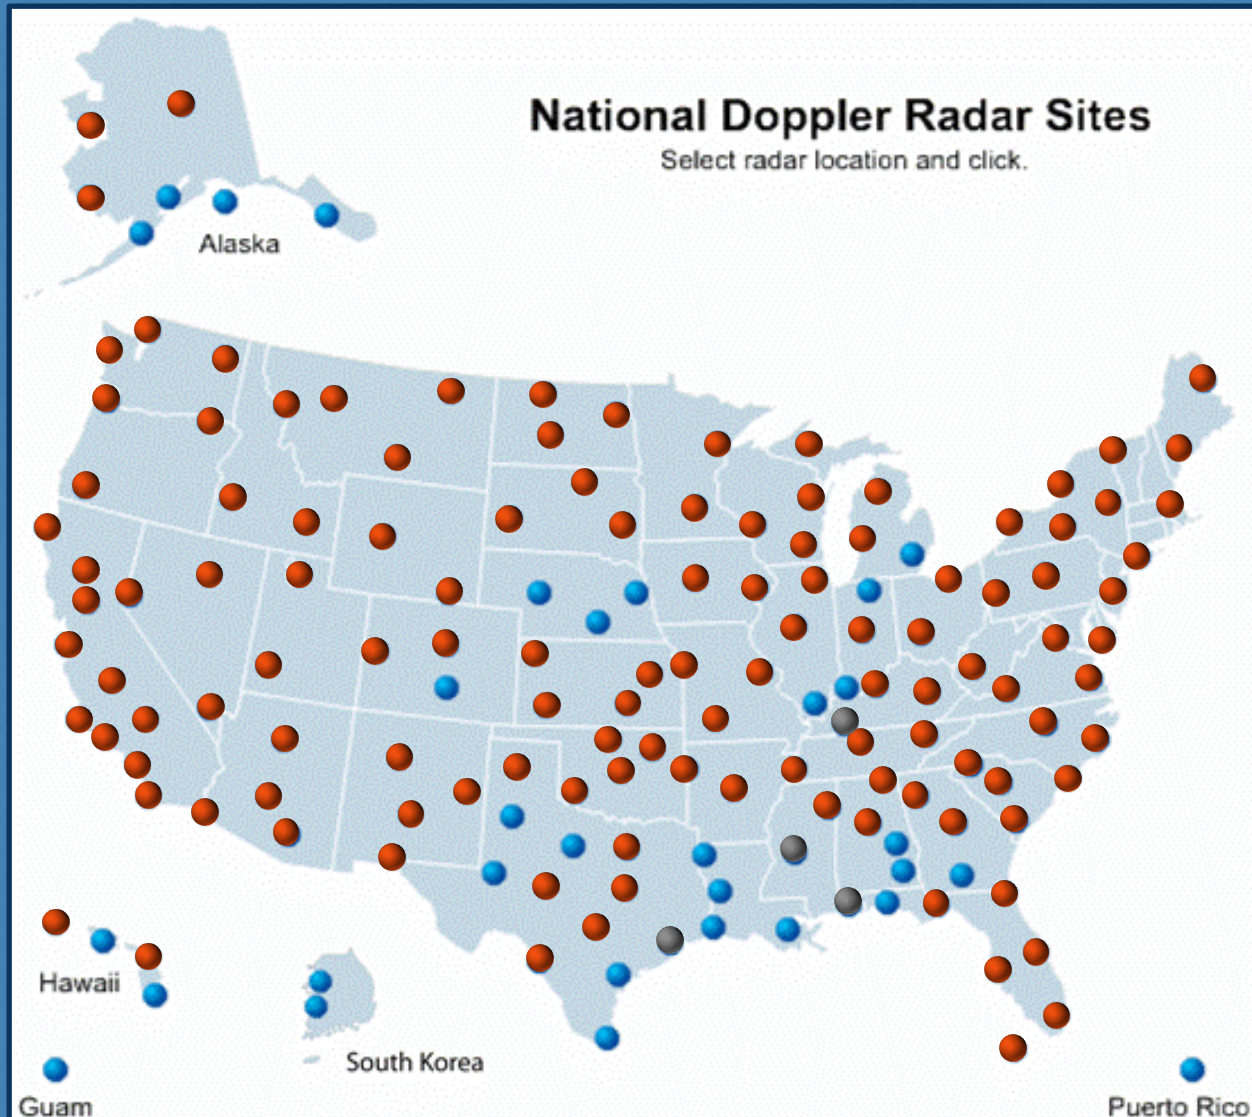 National Doppler Radar Sites
Select radar location and click.
Alaska
Hawaii
South Korea
Guam
Puerto Rico